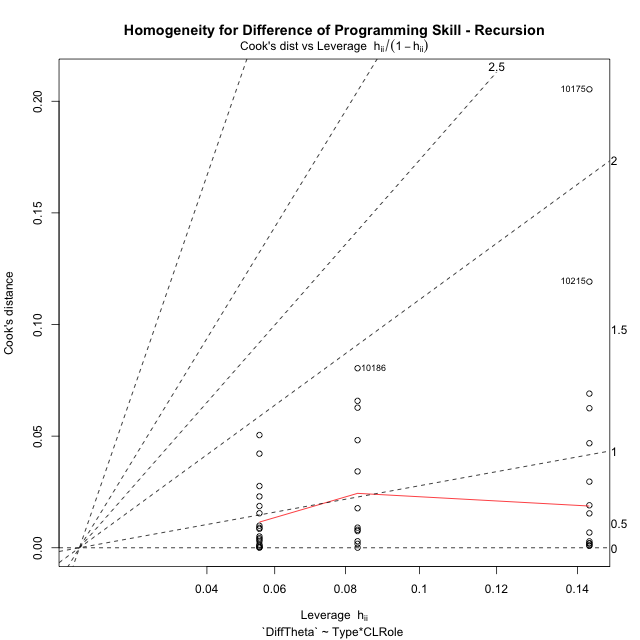 Homogeneity for Difference of Programming Skill - Recursion
Cook's dist vs Leverage hᵢᵢ/(1 − hᵢᵢ)
2.5
10175
2
10215
1.5
10186
1
0.5
0
Cook's distance
0.20
0.15
0.10
0.05
0.00
0.04 0.06 0.08 0.1 0.12 0.14
Leverage hᵢᵢ
`DiffTheta` ~ Type*CLRole